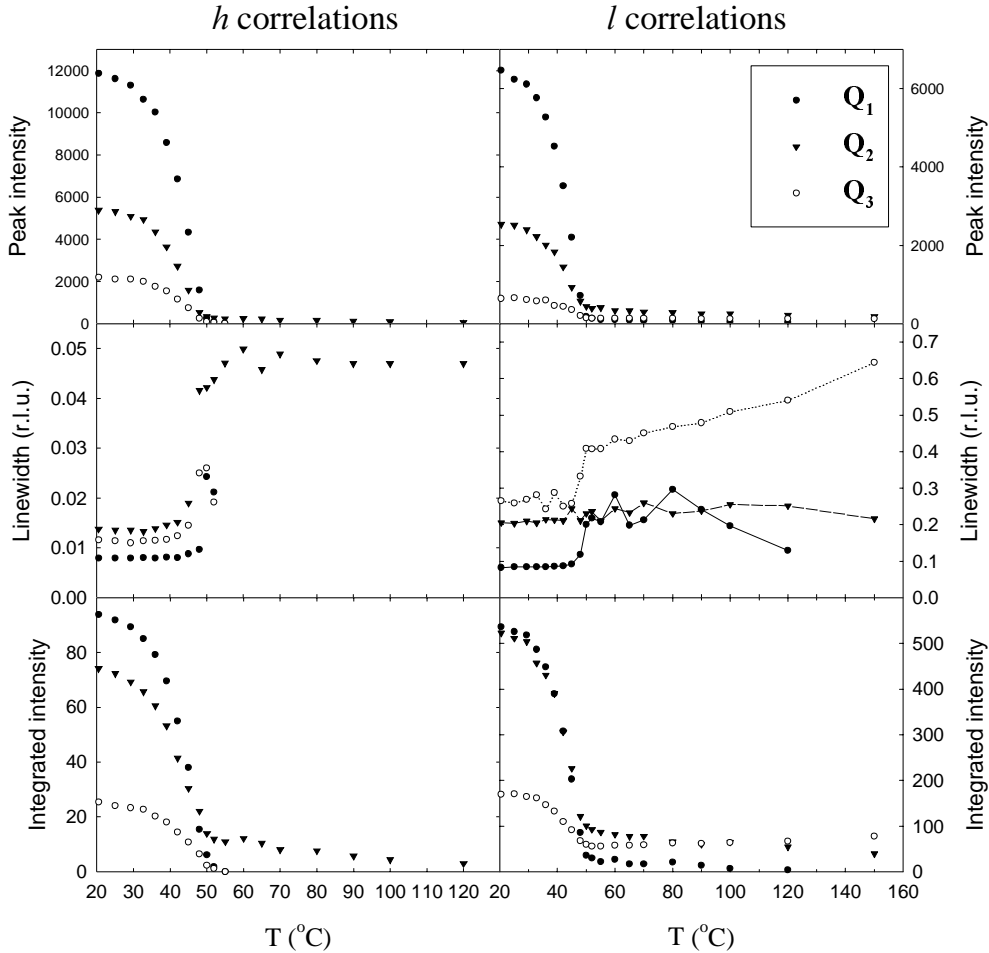 h correlations
l correlations
Peak intensity
12000
10000
8000
6000
4000
2000
0
6000
4000
2000
0
Peak intensity
Q1
Q2
Q3
Linewidth (r.l.u.)
0.05
0.04
0.03
0.02
0.01
0.00
0.7
0.6
0.5
0.4
0.3
0.2
0.1
0.0
Linewidth (r.l.u.)
Integrated intensity
80
60
40
20
0
500
400
300
200
100
0
Integrated intensity
20 30 40 50 60 70 80 90 100 110 120
20 40 60 80 100 120 140 160
T (°C)
T (°C)